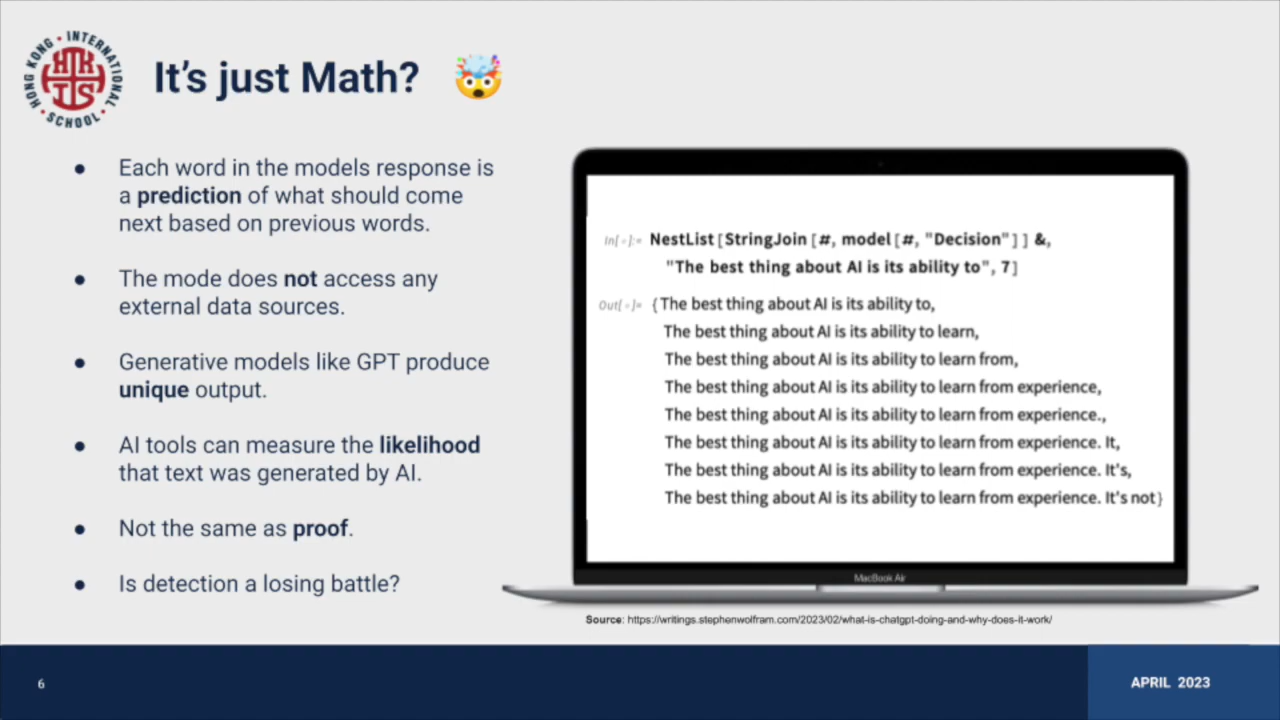 HONG KONG • INTERNATIONAL • SCHOOL
HKIS
It's just Math? 🤯
● Each word in the models response is
a prediction of what should come
next based on previous words.
● The mode does not access any
external data sources.
● Generative models like GPT produce
unique output.
● AI tools can measure the likelihood
that text was generated by AI.
● Not the same as proof.
● Is detection a losing battle?
In[∘]:= NestList[StringJoin[#, model[#, "Decision"]] &,
"The best thing about AI is its ability to", 7]
Out[∘]= {The best thing about AI is its ability to,
The best thing about AI is its ability to learn,
The best thing about AI is its ability to learn from,
The best thing about AI is its ability to learn from experience,
The best thing about AI is its ability to learn from experience.,
The best thing about AI is its ability to learn from experience. It,
The best thing about AI is its ability to learn from experience. It's,
The best thing about AI is its ability to learn from experience. It's not}
MacBook Air
Source: https://writings.stephenwolfram.com/2023/02/what-is-chatgpt-doing-and-why-does-it-work/
6
APRIL 2023